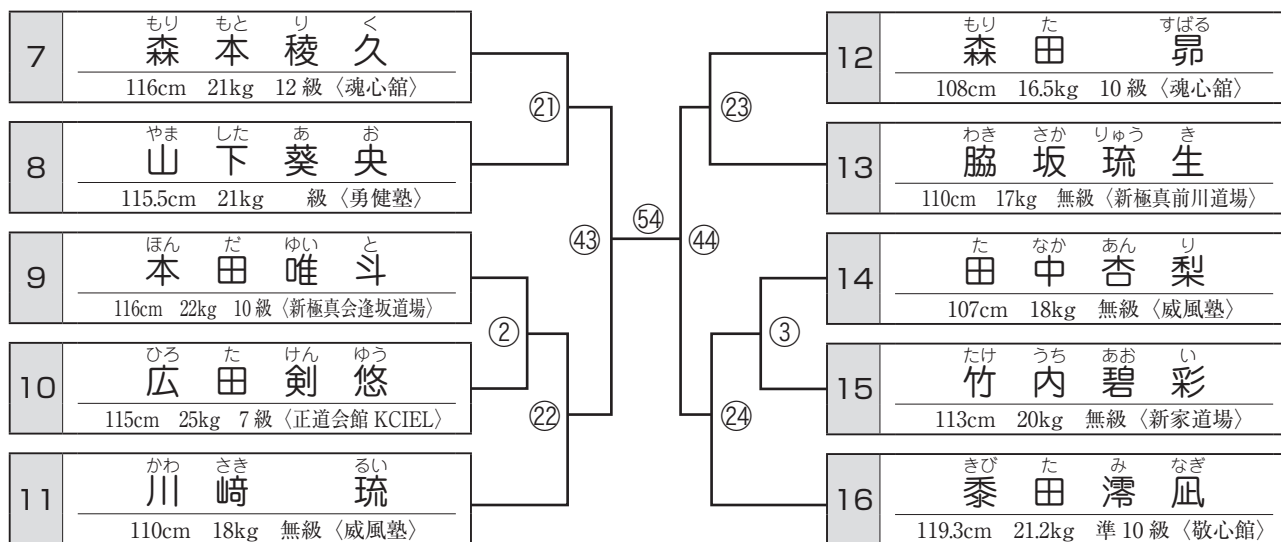 7
もり もと り く
森 本 稜 久
116cm 21kg 12級〈魂心舘〉
8
やま した あ お
山 下 葵 央
115.5cm 21kg 級〈勇健塾〉
9
ほん だ ゆい と
本 田 唯 斗
116cm 22kg 10級〈新極真会逢坂道場〉
10
ひろ た けん ゆう
広 田 剣 悠
115cm 25kg 7級〈正道会館 KCIEL〉
11
かわ さき るい
川 﨑 琉
110cm 18kg 無級〈威風塾〉
㉑
②
㉒
㊸
54
㊹
㉓
③
㉔
12
もり た すばる
森 田 昴
108cm 16.5kg 10級〈魂心舘〉
13
わき さか りゅう き
脇 坂 琉 生
110cm 17kg 無級〈新極真前川道場〉
14
た なか あん り
田 中 杏 梨
107cm 18kg 無級〈威風塾〉
15
たけ うち あお い
竹 内 碧 彩
113cm 20kg 無級〈新家道場〉
16
きび た み なぎ
黍 田 澪 凪
119.3cm 21.2kg 準10級〈敬心館〉